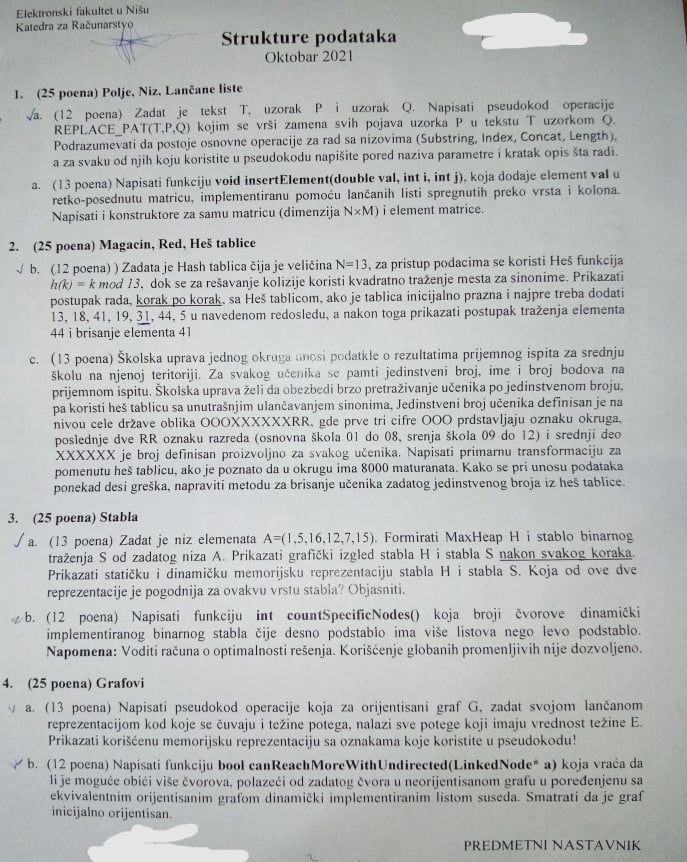 Elektronski fakultet u Nišu
Katedra za Računarstvo
Strukture podataka
Oktobar 2021
1. (25 poena) Polje, Niz, Lančane liste
√a. (12 poena) Zadat je tekst T, uzorak P i uzorak Q. Napisati pseudokod operacije
REPLACE_PAT(T,P,Q) kojim se vrši zamena svih pojava uzorka P u tekstu T uzorkom Q.
Podrazumevati da postoje osnovne operacije za rad sa nizovima (Substring, Index, Concat, Length),
a za svaku od njih koju koristite u pseudokodu napišite pored naziva parametre i kratak opis šta radi.
a. (13 poena) Napisati funkciju void insertElement(double val, int i, int j), koja dodaje element val u
retko-posednutu matricu, implementiranu pomoću lančanih listi spregnutih preko vrsta i kolona.
Napisati i konstruktore za samu matricu (dimenzija N×M) i element matrice.
2. (25 poena) Magacin, Red, Heš tablice
√ b. (12 poena) ) Zadata je Hash tablica čija je veličina N=13, za pristup podacima se koristi Heš funkcija
h(k) = k mod 13, dok se za rešavanje kolizije koristi kvadratno traženje mesta za sinonime. Prikazati
postupak rada, korak po korak, sa Heš tablicom, ako je tablica inicijalno prazna i najpre treba dodati
13, 18, 41, 19, 31, 44, 5 u navedenom redosledu, a nakon toga prikazati postupak traženja elementa
44 i brisanje elementa 41
c. (13 poena) Školska uprava jednog okruga unosi podatkle o rezultatima prijemnog ispita za srednju
školu na njenoj teritoriji. Za svakog učenika se pamti jedinstveni broj, ime i broj bodova na
prijemnom ispitu. Školska uprava želi da obezbedi brzo pretraživanje učenika po jedinstvenom broju,
pa koristi heš tablicu sa unutrašnjim ulančavanjem sinonima, Jedinstveni broj učenika definisan je na
nivou cele države oblika OOOXXXXXXRR, gde prve tri cifre OOO prdstavljaju oznaku okruga,
poslednje dve RR oznaku razreda (osnovna škola 01 do 08, srenja škola 09 do 12) i srednji deo
XXXXXX je broj definisan proizvoljno za svakog učenika. Napisati primarnu transformaciju za
pomenutu heš tablicu, ako je poznato da u okrugu ima 8000 maturanata. Kako se pri unosu podataka
ponekad desi greška, napraviti metodu za brisanje učenika zadatog jedinstvenog broja iz heš tablice.
3. (25 poena) Stabla
√ a. (13 poena) Zadat je niz elemenata A=(1,5,16,12,7,15). Formirati MaxHeap H i stablo binarnog
traženja S od zadatog niza A. Prikazati grafički izgled stabla H i stabla S nakon svakog koraka.
Prikazati statičku i dinamičku memorijsku reprezentaciju stabla H i stabla S. Koja od ove dve
reprezentacije je pogodnija za ovakvu vrstu stabla? Objasniti.
√ b. (12 poena) Napisati funkciju int countSpecificNodes() koja broji čvorove dinamički
implementiranog binarnog stabla čije desno podstablo ima više listova nego levo podstablo.
Napomena: Voditi računa o optimalnosti rešenja. Korišćenje globanih promenljivih nije dozvoljeno.
4. (25 poena) Grafovi
√ a. (13 poena) Napisati pseudokod operacije koja za orijentisani graf G, zadat svojom lančanom
reprezentacijom kod koje se čuvaju i težine potega, nalazi sve potege koji imaju vrednost težine E.
Prikazati korišćenu memorijsku reprezentaciju sa oznakama koje koristite u pseudokodu!
√ b. (12 poena) Napisati funkciju bool canReachMoreWithUndirected(LinkedNode* a) koja vraća da
li je moguće obići više čvorova, polazeći od zadatog čvora u neorijentisanom grafu u poređenjenu sa
ekvivalentnim orijentisanim grafom dinamički implementiranim listom suseda. Smatrati da je graf
inicijalno orijentisan.
PREDMETNI NASTAVNIK